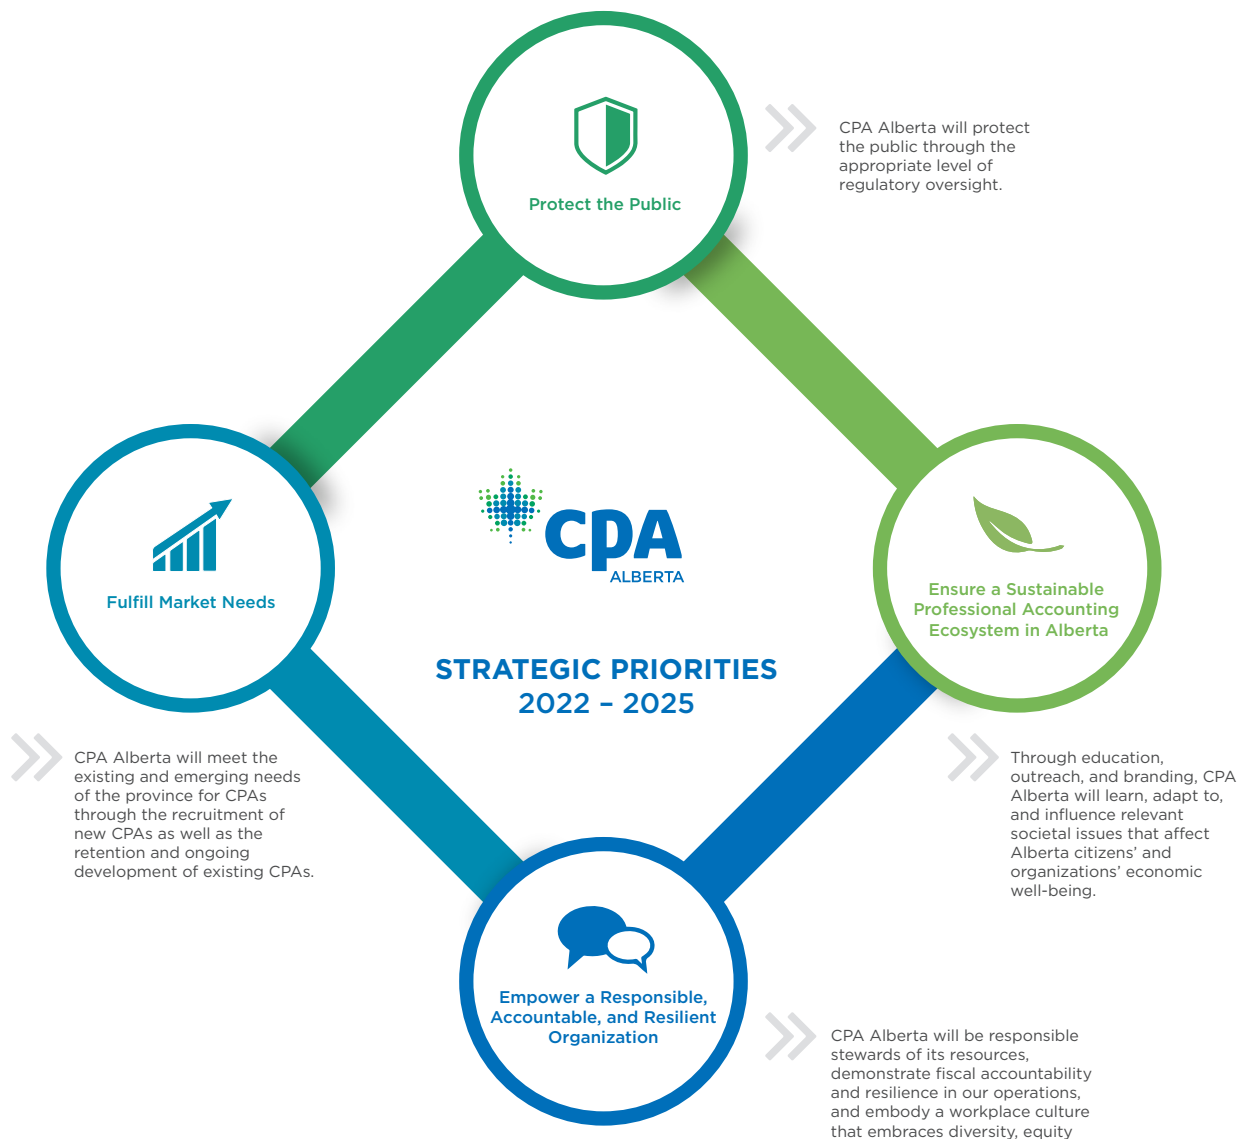 Protect the Public
CPA Alberta will protect
the public through the
appropriate level of
regulatory oversight.
Fulfill Market Needs
CPA
ALBERTA
Ensure a Sustainable
Professional Accounting
Ecosystem in Alberta
STRATEGIC PRIORITIES
2022 – 2025
CPA Alberta will meet the
existing and emerging needs
of the province for CPAs
through the recruitment of
new CPAs as well as the
retention and ongoing
development of existing CPAs.
Through education,
outreach, and branding, CPA
Alberta will learn, adapt to,
and influence relevant
societal issues that affect
Alberta citizens’ and
organizations’ economic
well-being.
Empower a Responsible,
Accountable, and Resilient
Organization
CPA Alberta will be responsible
stewards of its resources,
demonstrate fiscal accountability
and resilience in our operations,
and embody a workplace culture
that embraces diversity, equity